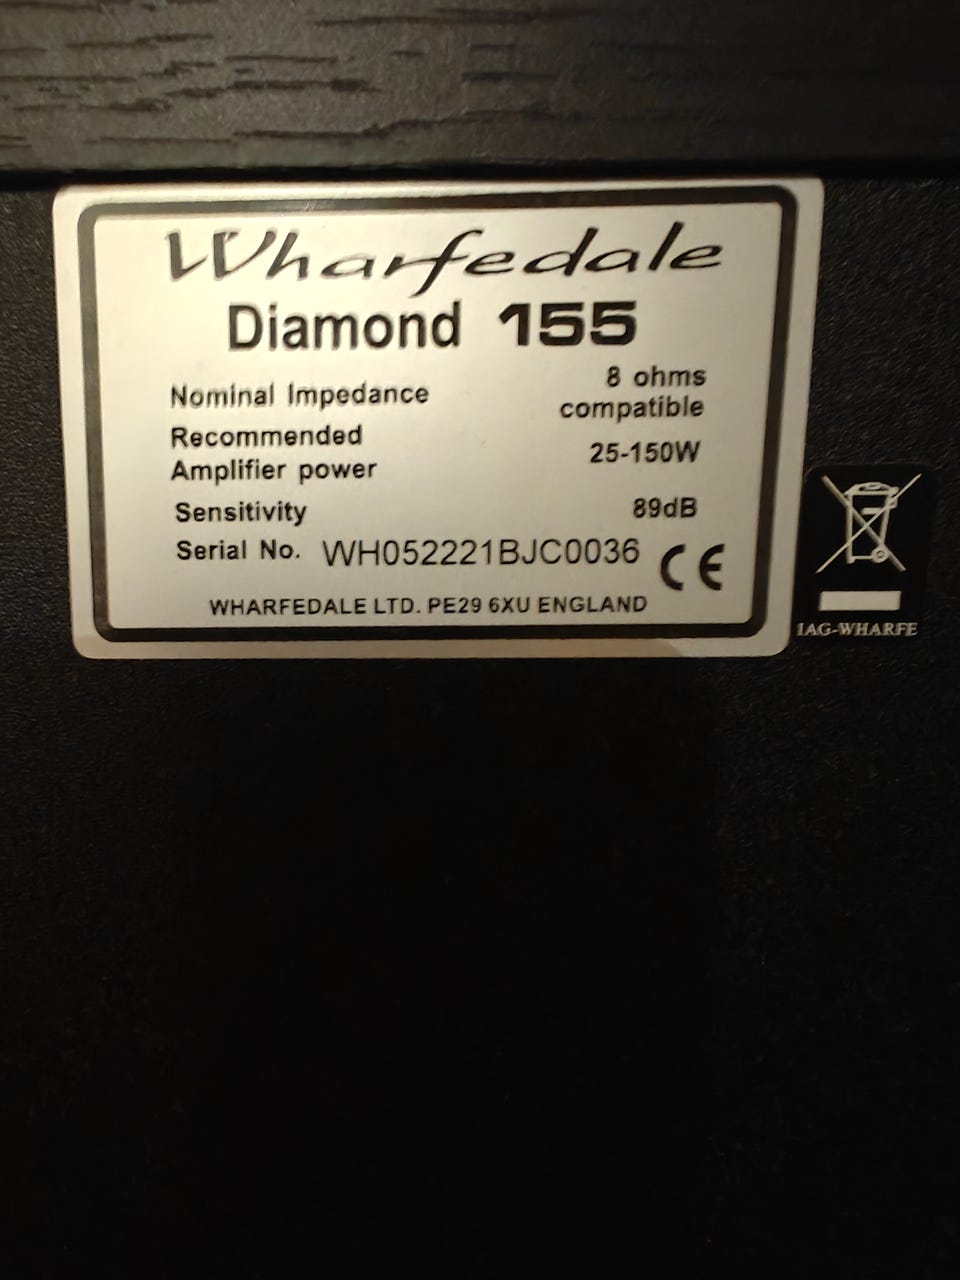 Wharfedale
Diamond 155
Nominal Impedance 8 ohms compatible
Recommended Amplifier power 25-150W
Sensitivity 89dB
Serial No. WH052221BJC0036 CE
WHARFEDALE LTD. PE29 6XU ENGLAND
IAG-WHARFE